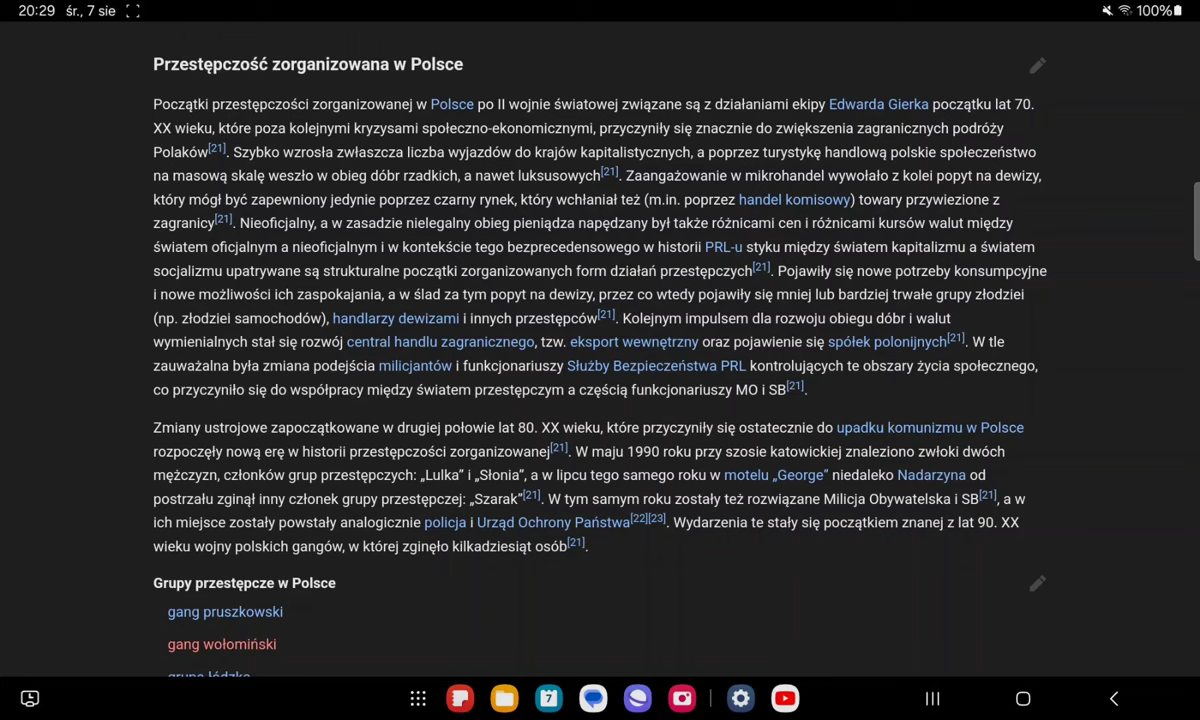 20:29 śr., 7 sie
100%
Przestępczość zorganizowana w Polsce
Początki przestępczości zorganizowanej w Polsce po II wojnie światowej związane są z działaniami ekipy Edwarda Gierka początku lat 70.
XX wieku, które poza kolejnymi kryzysami społeczno-ekonomicznymi, przyczyniły się znacznie do zwiększenia zagranicznych podróży
Polaków[21]. Szybko wzrosła zwłaszcza liczba wyjazdów do krajów kapitalistycznych, a poprzez turystykę handlową polskie społeczeństwo
na masową skalę weszło w obieg dóbr rzadkich, a nawet luksusowych[21]. Zaangażowanie w mikrohandel wywołało z kolei popyt na dewizy,
który mógł być zapewniony jedynie poprzez czarny rynek, który wchłaniał też (m.in. poprzez handel komisowy) towary przywiezione z
zagranicy[21]. Nieoficjalny, a w zasadzie nielegalny obieg pieniądza napędzany był także różnicami cen i różnicami kursów walut między
światem oficjalnym a nieoficjalnym i w kontekście tego bezprecedensowego w historii PRL-u styku między światem kapitalizmu a światem
socjalizmu upatrywane są strukturalne początki zorganizowanych form działań przestępczych[21]. Pojawiły się nowe potrzeby konsumpcyjne
i nowe możliwości ich zaspokajania, a w ślad za tym popyt na dewizy, przez co wtedy pojawiły się mniej lub bardziej trwałe grupy złodziei
(np. złodziei samochodów), handlarzy dewizami i innych przestępców[21]. Kolejnym impulsem dla rozwoju obiegu dóbr i walut
wymienialnych stał się rozwój central handlu zagranicznego, tzw. eksport wewnętrzny oraz pojawienie się spółek polonijnych[21]. W tle
zauważalna była zmiana podejścia milicjantów i funkcjonariuszy Służby Bezpieczeństwa PRL kontrolujących te obszary życia społecznego,
co przyczyniło się do współpracy między światem przestępczym a częścią funkcjonariuszy MO i SB[21].
Zmiany ustrojowe zapoczątkowane w drugiej połowie lat 80. XX wieku, które przyczyniły się ostatecznie do upadku komunizmu w Polsce
rozpoczęły nową erę w historii przestępczości zorganizowanej[21]. W maju 1990 roku przy szosie katowickiej znaleziono zwłoki dwóch
mężczyzn, członków grup przestępczych: „Lulka” i „Słonia”, a w lipcu tego samego roku w motelu „George” niedaleko Nadarzyna od
postrzału zginął inny członek grupy przestępczej: „Szarak”[21]. W tym samym roku zostały też rozwiązane Milicja Obywatelska i SB[21], a w
ich miejsce zostały powstały analogicznie policja i Urząd Ochrony Państwa[22][23]. Wydarzenia te stały się początkiem znanej z lat 90. XX
wieku wojny polskich gangów, w której zginęło kilkadziesiąt osób[21].
Grupy przestępcze w Polsce
gang pruszkowski
gang wołomiński
grupa łódzka
7